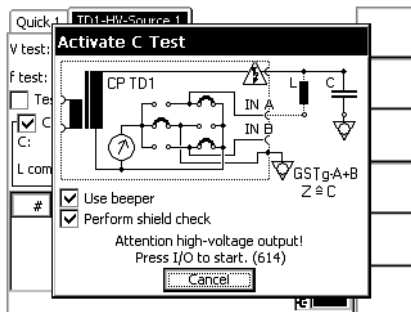 Quick 1 TD1-HV-Source 1
V test:
Activate C Test
f test:
CP TD1
L C
IN A
IN B
C:
L com
GSTg-A+B
Z≙C
#
Use beeper
Perform shield check
Attention high-voltage output!
Press I/O to start. (614)
Cancel